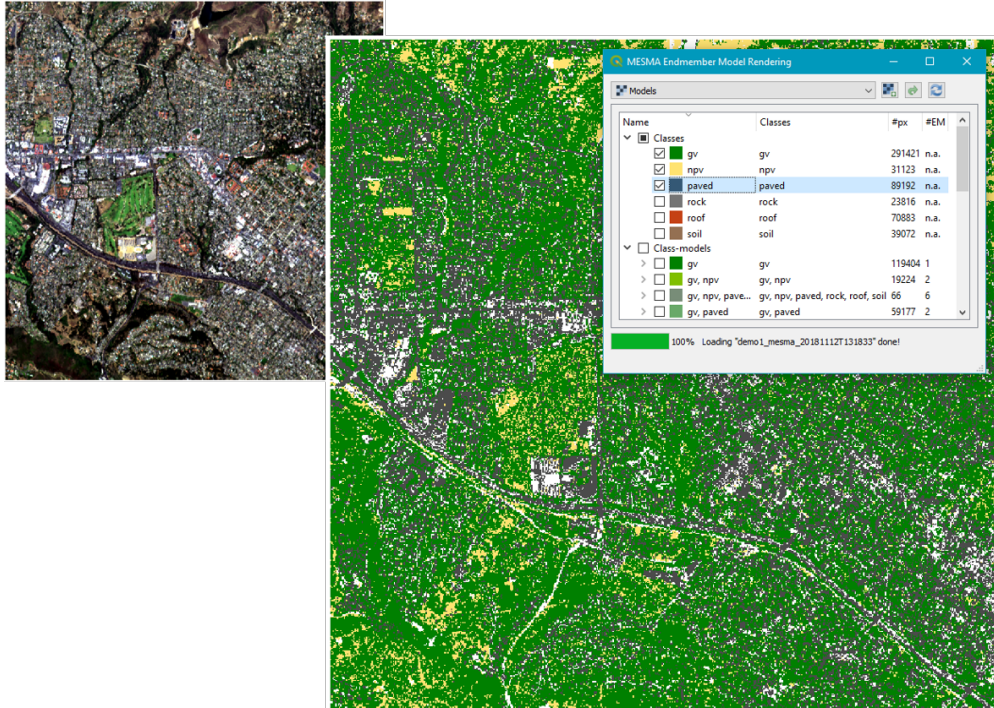 MESMA Endmember Model Rendering
Models
Name Classes #px #EM
Classes
gv gv 291421 n.a.
npv npv 31123 n.a.
paved paved 89192 n.a.
rock rock 23816 n.a.
roof roof 70883 n.a.
soil soil 39072 n.a.
Class-models
gv gv 119404 1
gv, npv gv, npv 19224 2
gv, npv, pave... gv, npv, paved, rock, roof, soil 66 6
gv, paved gv, paved 59177 2
100% Loading "demo1_mesma_20181112T131833" done!